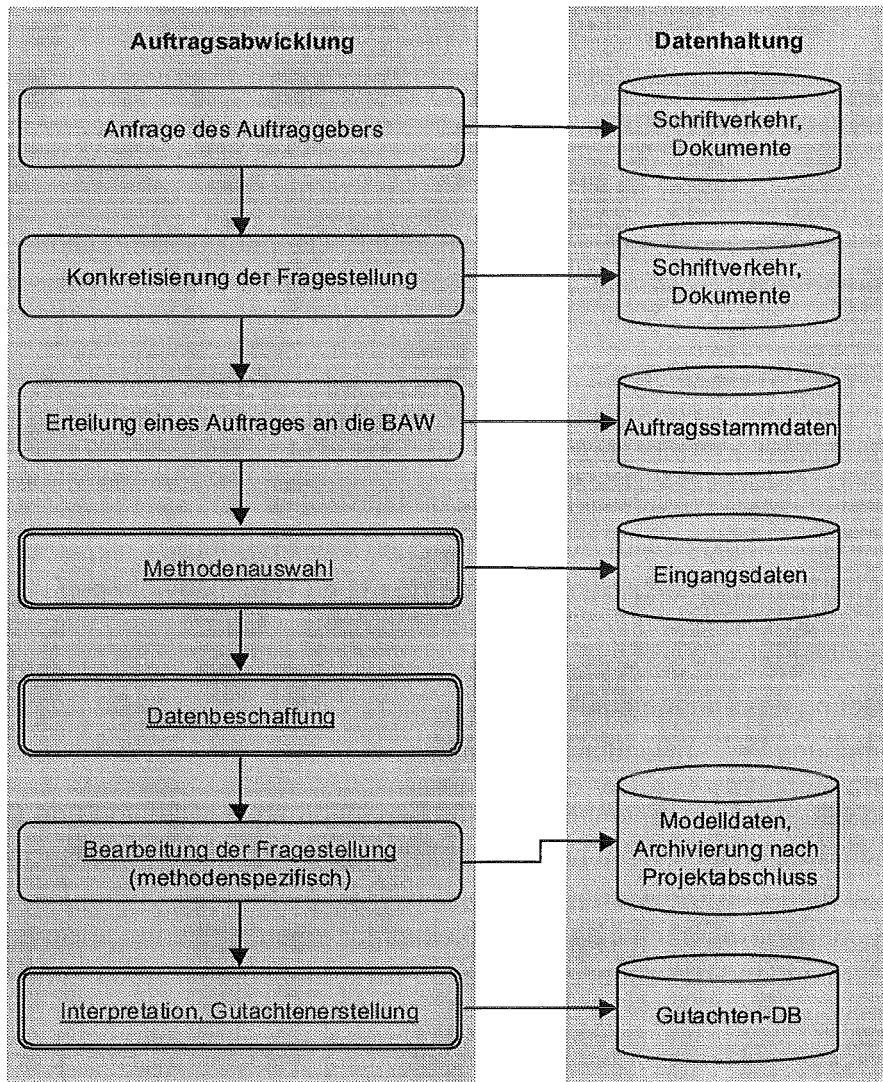 Auftragsabwicklung
Datenhaltung
Anfrage des Auftraggebers
Schriftverkehr,
Dokumente
Konkretisierung der Fragestellung
Schriftverkehr,
Dokumente
Erteilung eines Auftrages an die BAW
Auftragsstammdaten
Methodenauswahl
Eingangsdaten
Datenbeschaffung
Bearbeitung der Fragestellung
(methodenspezifisch)
Modelldaten,
Archivierung nach
Projektabschluss
Interpretation, Gutachtenerstellung
Gutachten-DB